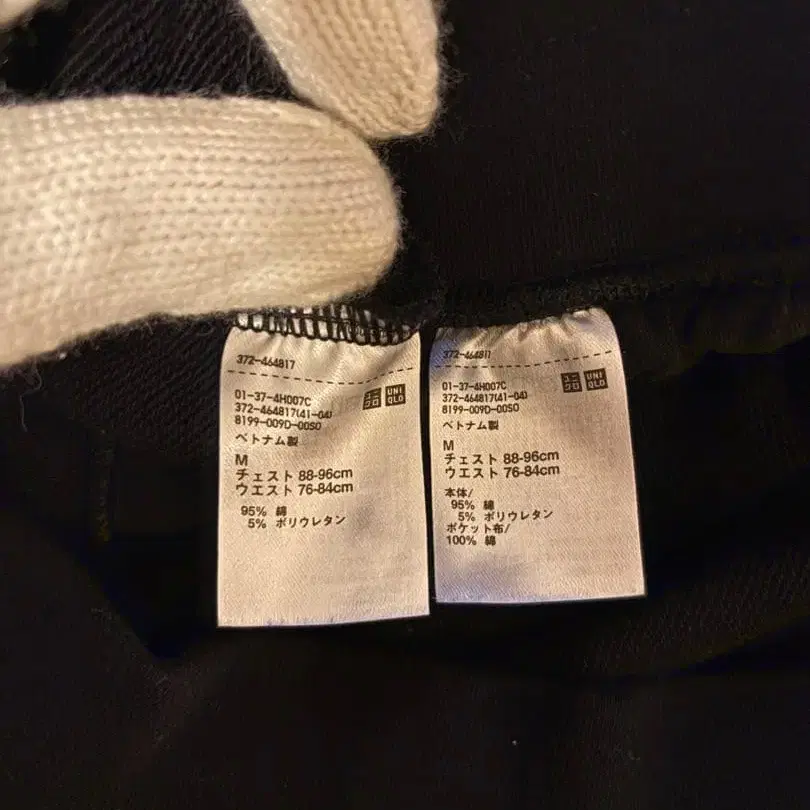 372-464817
01-37-4H007C
372-464817(41-04)
8199-009D-00S0
ユニ
クロ
UNI
QLO
ベトナム製
M
チェスト 88-96cm
ウエスト 76-84cm
95% 綿
5% ポリウレタン
372-464817
01-37-4H007C
372-464817(41-04)
8199-009D-00S0
ユニ
クロ
UNI
QLO
ベトナム製
M
チェスト 88-96cm
ウエスト 76-84cm
本体/
95% 綿
5% ポリウレタン
ポケット布/
100% 綿